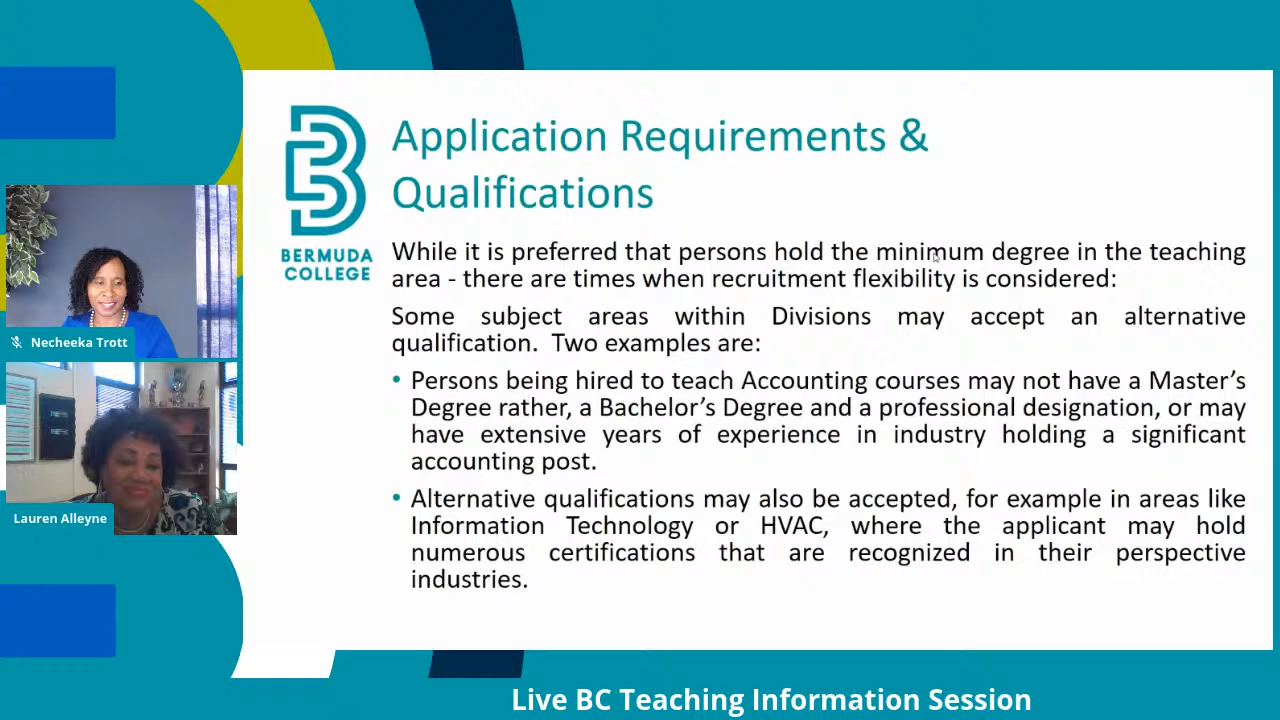 Application Requirements &
Qualifications
BERMUDA
COLLEGE
While it is preferred that persons hold the minimum degree in the teaching
area - there are times when recruitment flexibility is considered:
Some subject areas within Divisions may accept an alternative
qualification. Two examples are:
• Persons being hired to teach Accounting courses may not have a Master's
Degree rather, a Bachelor's Degree and a professional designation, or may
have extensive years of experience in industry holding a significant
accounting post.
• Alternative qualifications may also be accepted, for example in areas like
Information Technology or HVAC, where the applicant may hold
numerous certifications that are recognized in their perspective
industries.
Necheeka Trott
Lauren Alleyne
Live BC Teaching Information Session